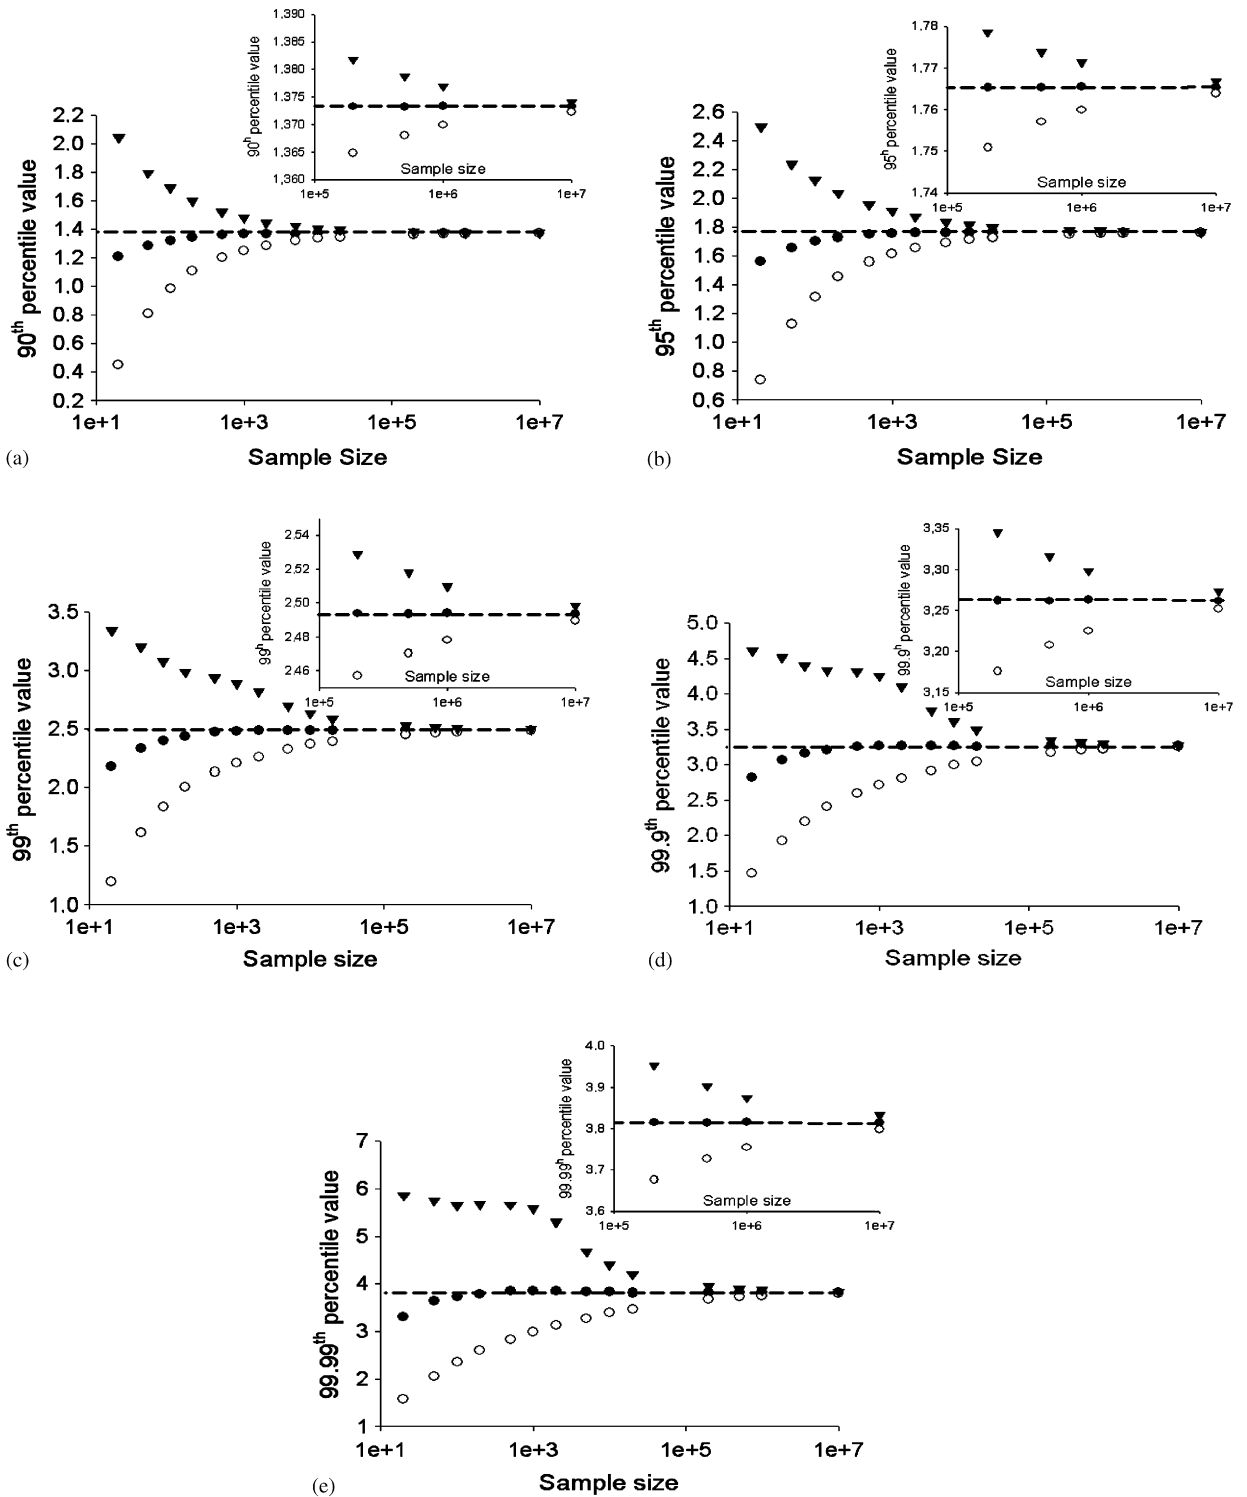 1,390
1,385
1,380
1,375
1,370
1,365
1,360
90h percentile value
Sample size
1e+5 1e+6 1e+7
2.2
2.0
1.8
1.6
1.4
1.2
1.0
0.8
0.6
0.4
0.2
90th percentile value
1e+1 1e+3 1e+5 1e+7
Sample Size
(a)
1,78
1,77
1,76
1,75
1,74
95h percentile value
Sample size
1e+5 1e+6 1e+7
2.6
2.4
2.2
2.0
1.8
1.6
1.4
1.2
1.0
0.8
0.6
95th percentile value
1e+1 1e+3 1e+5 1e+7
Sample Size
(b)
2,54
2,52
2,50
2,48
2,46
99h percentile value
Sample size
1e+5 1e+6 1e+7
3.5
3.0
2.5
2.0
1.5
1.0
99th percentile value
1e+1 1e+3 1e+5 1e+7
Sample size
(c)
3,35
3,30
3,25
3,20
3,15
99.9h percentile value
Sample size
1e+5 1e+6 1e+7
5.0
4.5
4.0
3.5
3.0
2.5
2.0
1.5
1.0
99.9th percentile value
1e+1 1e+3 1e+5 1e+7
Sample size
(d)
4.0
3.9
3.8
3.7
3.6
99.99h percentile value
Sample size
1e+5 1e+6 1e+7
7
6
5
4
3
2
1
99.99th percentile value
1e+1 1e+3 1e+5 1e+7
Sample size
(e)